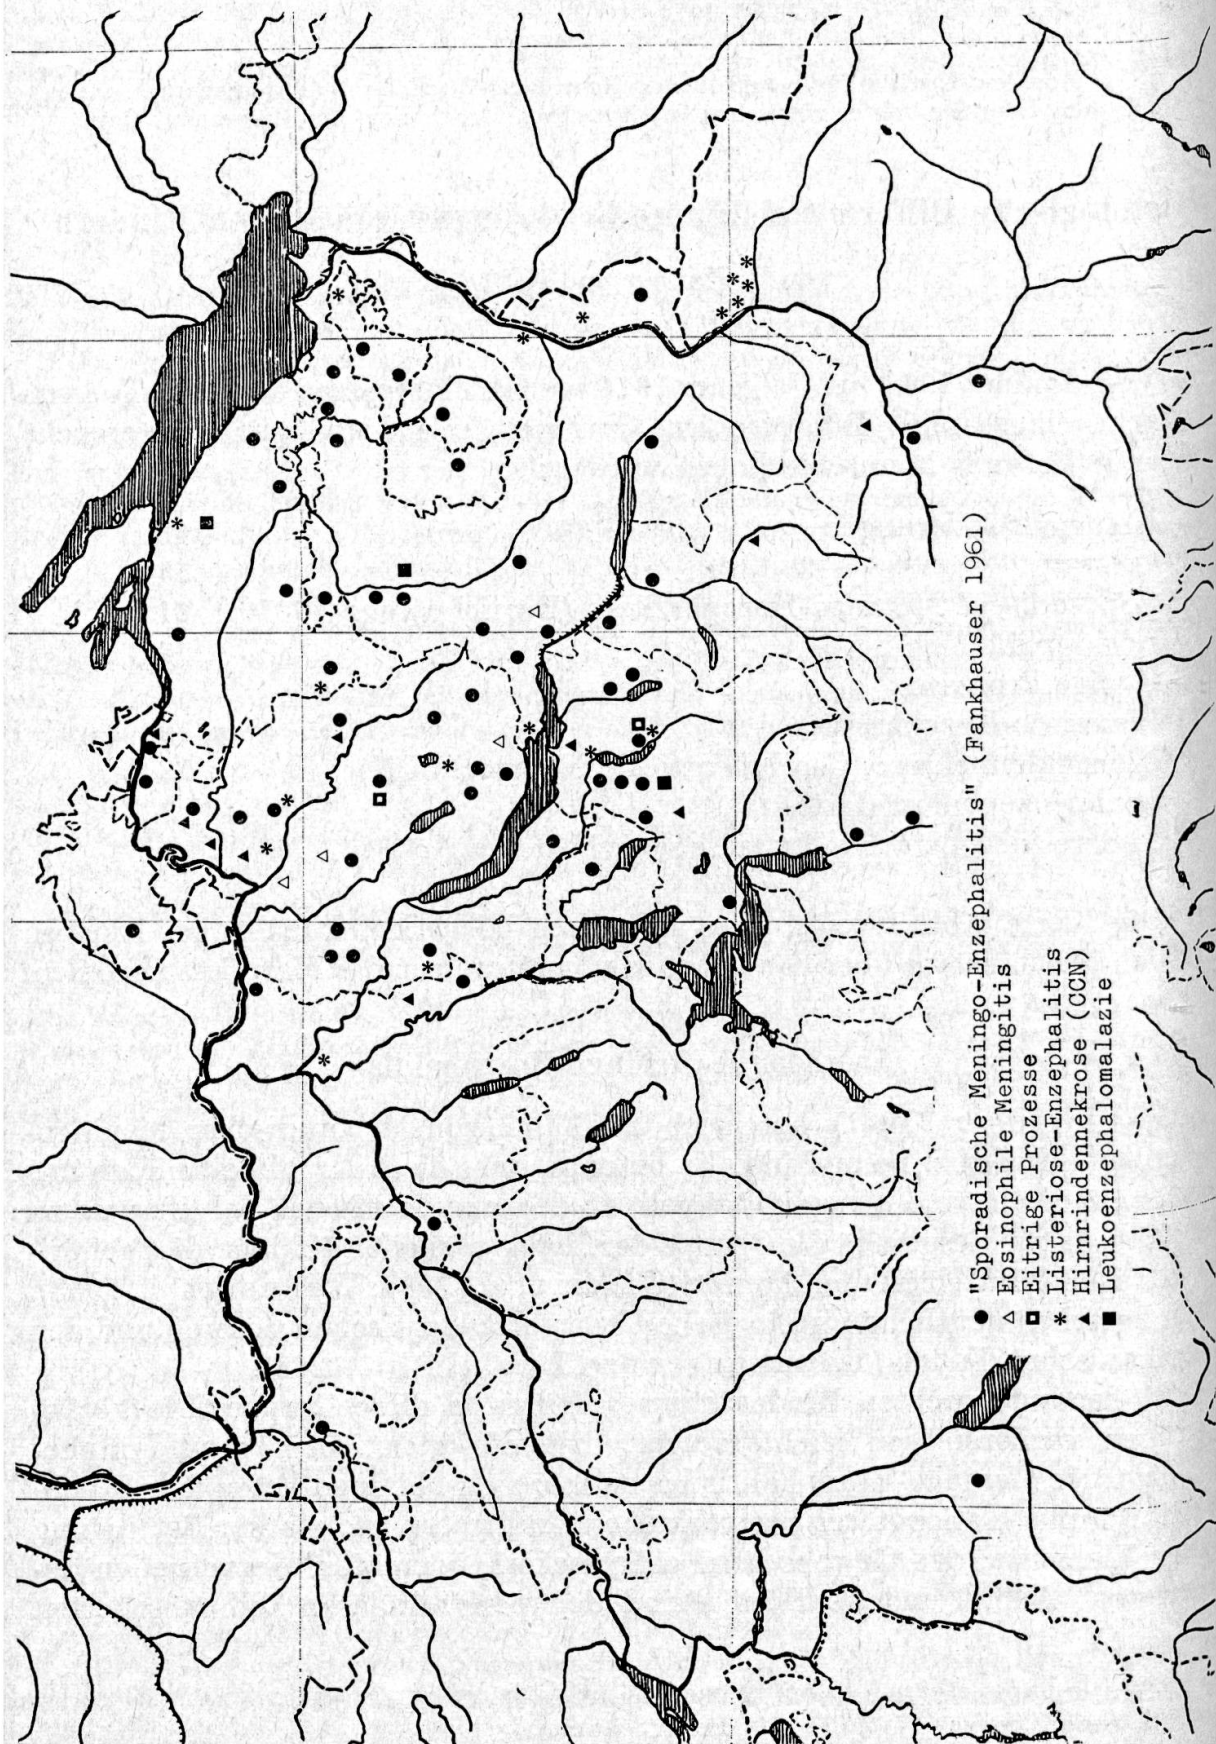 ● "Sporadische Meningo-Enzephalitis" (Fankhauser 1961)
△ Eosinophile Meningitis
□ Eitrige Prozesse
* Listeriose-Enzephalitis
▲ Hirnrindennekrose (CCN)
■ Leukoenzephalomalazie